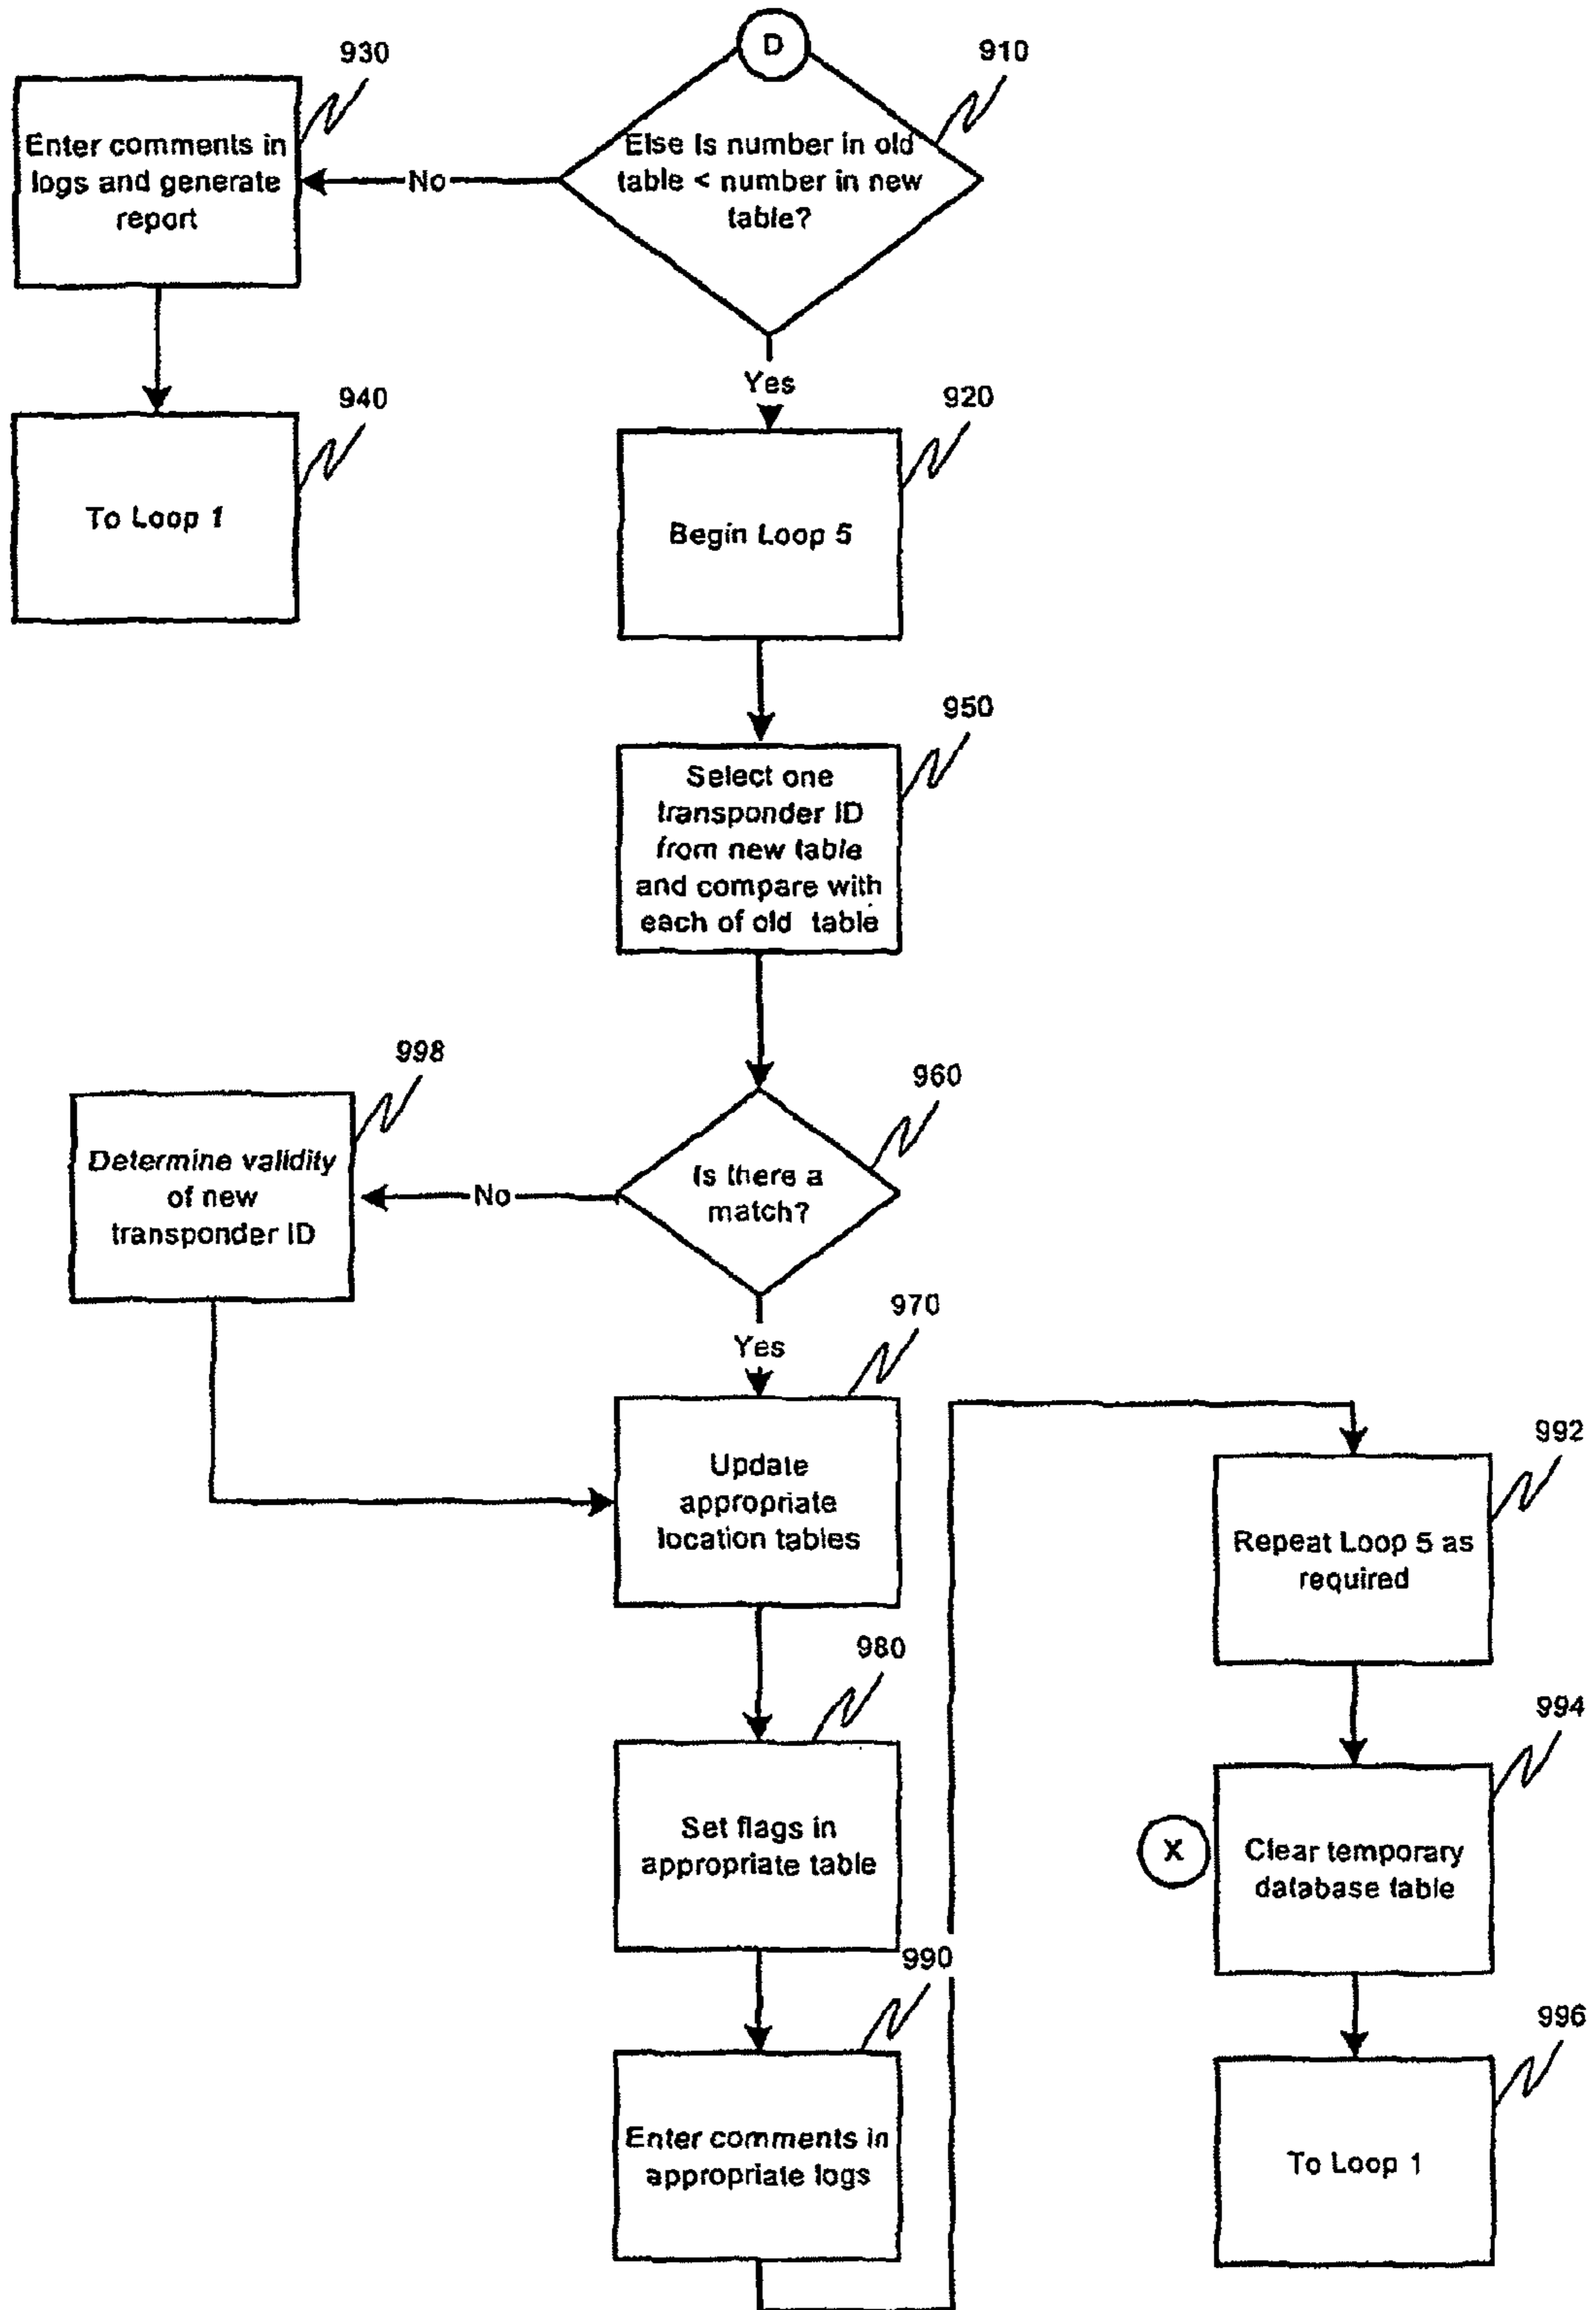 D
910
930
Enter comments in
logs and generate
report
No
Else Is number in old
table < number in new
table?
Yes
940
To Loop 1
920
Begin Loop 5
950
Select one
transponder ID
from new table
and compare with
each of old table
998
Determine validity
of new
transponder ID
No
960
Is there a
match?
Yes
970
Update
appropriate
location tables
980
Set flags in
appropriate table
990
Enter comments in
appropriate logs
992
Repeat Loop 5 as
required
994
X
Clear temporary
database table
996
To Loop 1